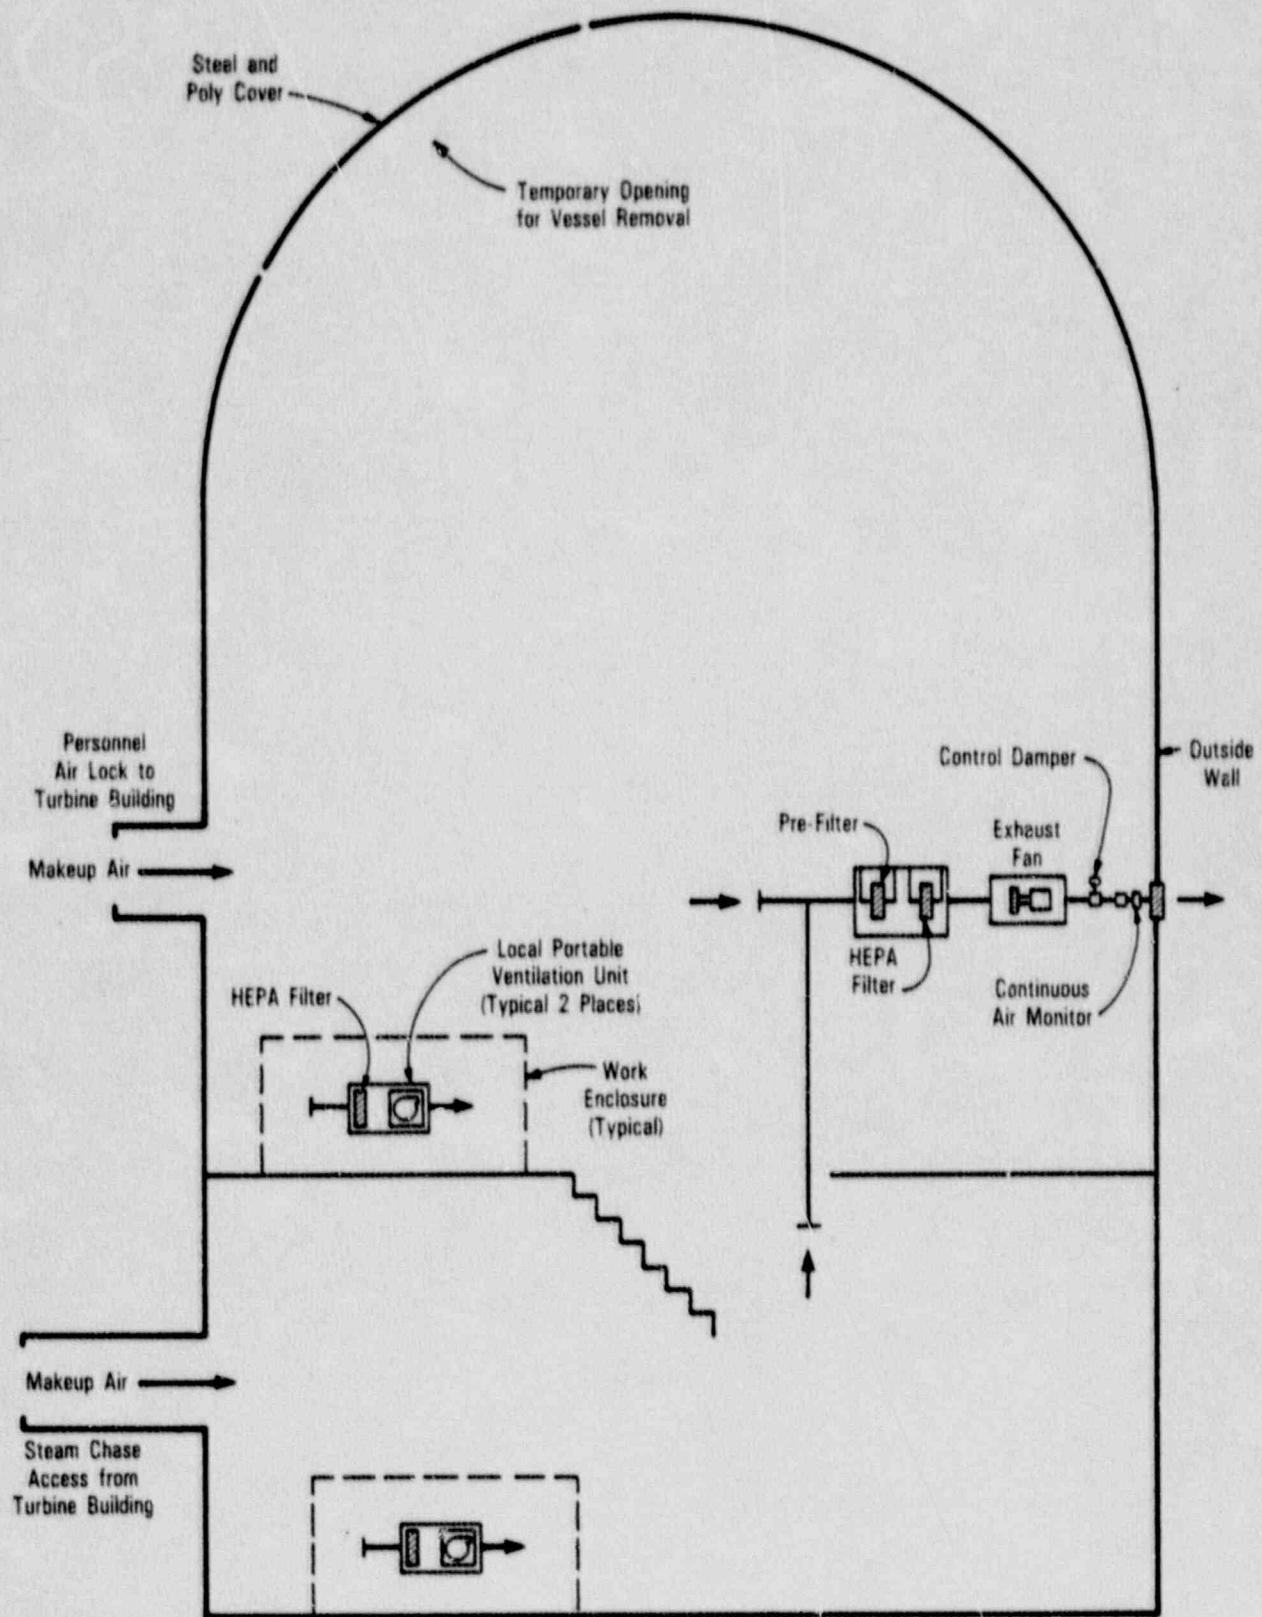 Steel and
Poly Cover
Temporary Opening
for Vessel Removal
Personnel
Air Lock to
Turbine Building
Makeup Air
Control Damper
Outside
Wall
Pre-Filter
Exhaust
Fan
HEPA
Filter
Continuous
Air Monitor
Local Portable
Ventilation Unit
(Typical 2 Places)
HEPA Filter
Work
Enclosure
(Typical)
Makeup Air
Steam Chase
Access from
Turbine Building